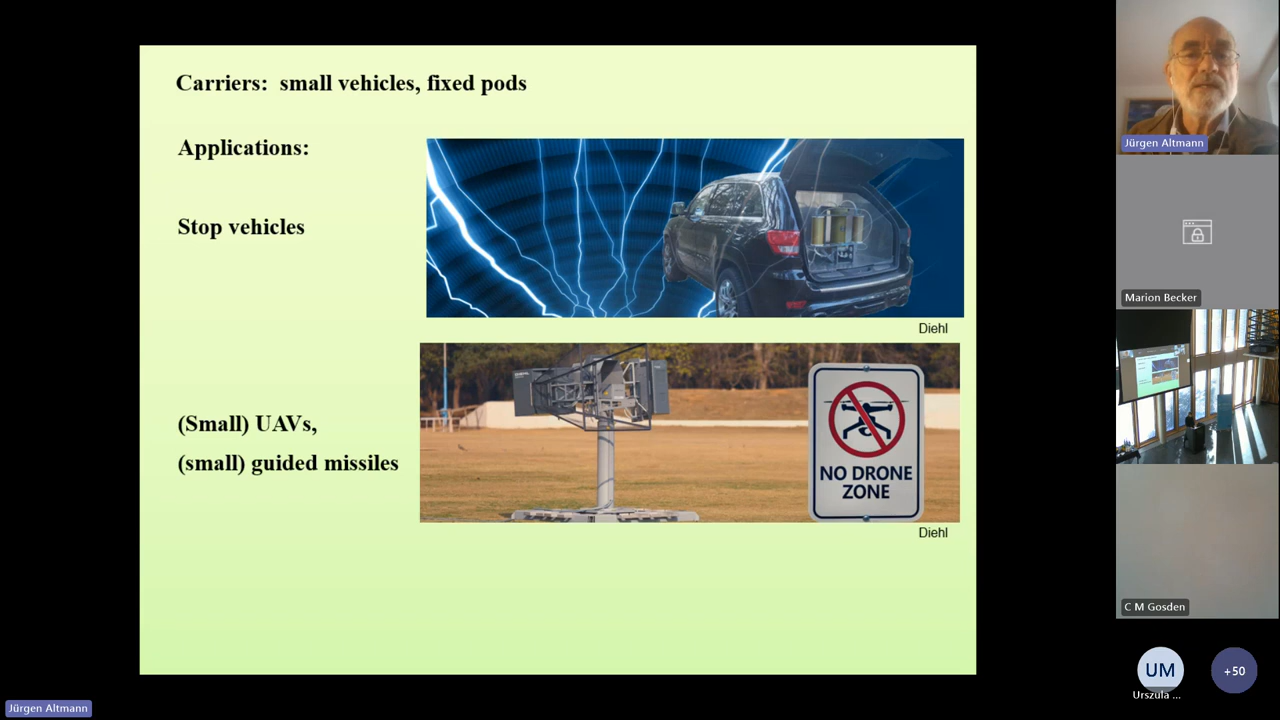 Carriers: small vehicles, fixed pods
Applications:
Stop vehicles
Diehl
(Small) UAVs,
(small) guided missiles
NO DRONE
ZONE
Diehl
Jürgen Altmann
Marion Becker
C M Gosden
UM
+50
Urszula ...
Jürgen Altmann